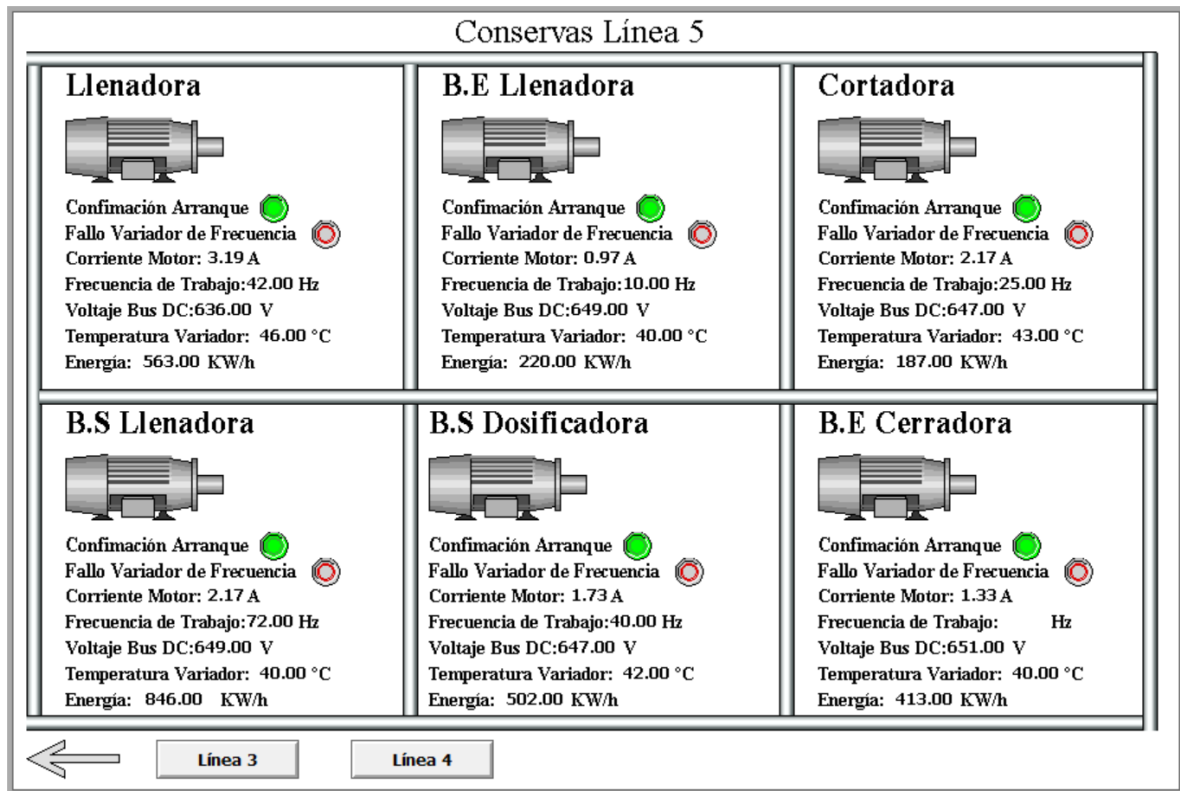 Conservas Línea 5
Llenadora
Confimación Arranque
Fallo Variador de Frecuencia
Corriente Motor: 3.19 A
Frecuencia de Trabajo:42.00 Hz
Voltaje Bus DC:636.00 V
Temperatura Variador: 46.00 °C
Energía: 563.00 KW/h
B.E Llenadora
Confimación Arranque
Fallo Variador de Frecuencia
Corriente Motor: 0.97 A
Frecuencia de Trabajo:10.00 Hz
Voltaje Bus DC:649.00 V
Temperatura Variador: 40.00 °C
Energía: 220.00 KW/h
Cortadora
Confimación Arranque
Fallo Variador de Frecuencia
Corriente Motor: 2.17 A
Frecuencia de Trabajo:25.00 Hz
Voltaje Bus DC:647.00 V
Temperatura Variador: 43.00 °C
Energía: 187.00 KW/h
B.S Llenadora
Confimación Arranque
Fallo Variador de Frecuencia
Corriente Motor: 2.17 A
Frecuencia de Trabajo:72.00 Hz
Voltaje Bus DC:649.00 V
Temperatura Variador: 40.00 °C
Energía: 846.00 KW/h
B.S Dosificadora
Confimación Arranque
Fallo Variador de Frecuencia
Corriente Motor: 1.73 A
Frecuencia de Trabajo:40.00 Hz
Voltaje Bus DC:647.00 V
Temperatura Variador: 42.00 °C
Energía: 502.00 KW/h
B.E Cerradora
Confimación Arranque
Fallo Variador de Frecuencia
Corriente Motor: 1.33 A
Frecuencia de Trabajo: Hz
Voltaje Bus DC:651.00 V
Temperatura Variador: 40.00 °C
Energía: 413.00 KW/h
Línea 3
Línea 4